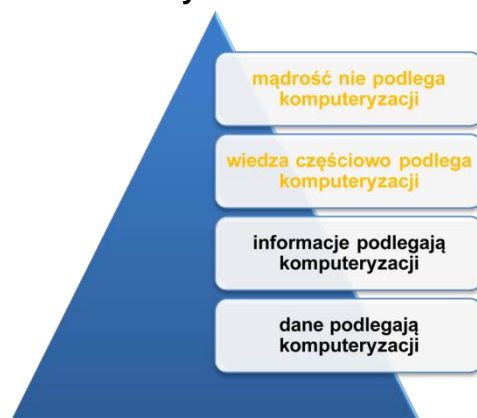 mądrość nie podlega
komputeryzacji
wiedza częściowo podlega
komputeryzacji
informacje podlegają
komputeryzacji
dane podlegają
komputeryzacji